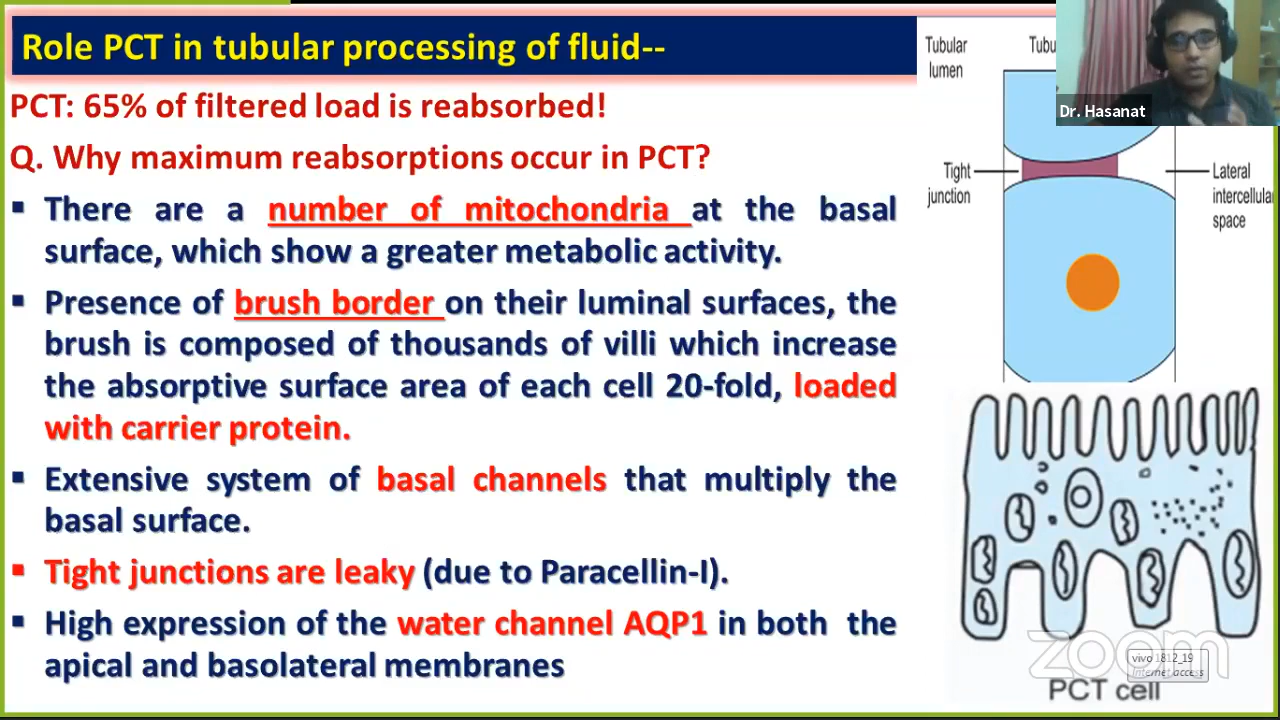 Role PCT in tubular processing of fluid--
PCT: 65% of filtered load is reabsorbed!
Q. Why maximum reabsorptions occur in PCT?
▪ There are a number of mitochondria at the basal
surface, which show a greater metabolic activity.
▪ Presence of brush border on their luminal surfaces, the
brush is composed of thousands of villi which increase
the absorptive surface area of each cell 20-fold, loaded
with carrier protein.
▪ Extensive system of basal channels that multiply the
basal surface.
▪ Tight junctions are leaky (due to Paracellin-I).
▪ High expression of the water channel AQP1 in both the
apical and basolateral membranes
Tubular
lumen
Dr. Hasanat
Tight
junction
Lateral
intercellular
space
zoom
vivo 1812_19
Internet access
PCT cell